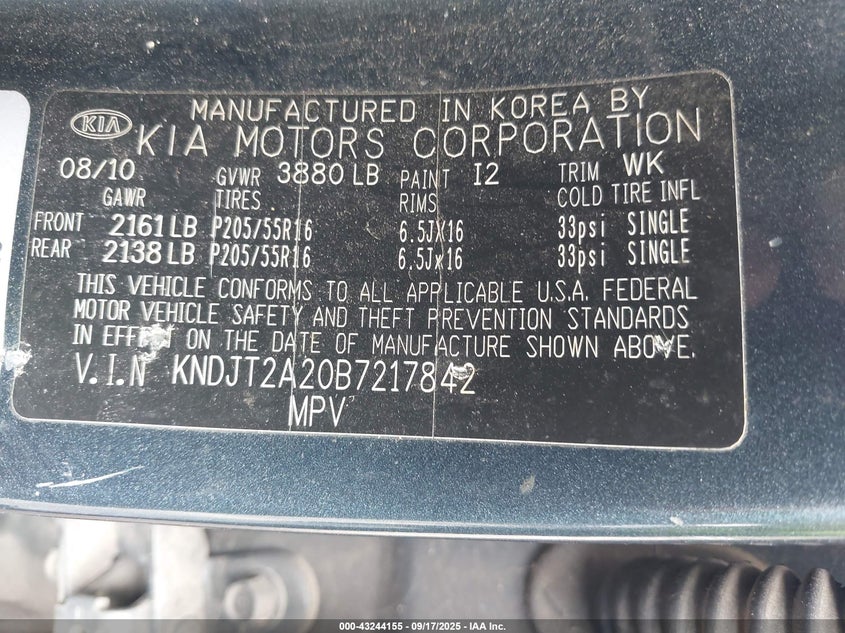 KIA
MANUFACTURED IN KOREA BY
KIA MOTORS CORPORATION
08/10 GVWR 3880 LB PAINT I2 TRIM WK
GAWR TIRES RIMS COLD TIRE INFL
FRONT 2161 LB P205/55R16 6.5Jx16 33psi SINGLE
REAR 2138 LB P205/55R16 6.5Jx16 33psi SINGLE
THIS VEHICLE CONFORMS TO ALL APPLICABLE U.S.A. FEDERAL
MOTOR VEHICLE SAFETY AND THEFT PREVENTION STANDARDS
IN EFFECT ON THE DATE OF MANUFACTURE SHOWN ABOVE.
V.I.N KNDJT2A20B7217842
MPV
000-43244155 - 09/17/2025 - IAA Inc.